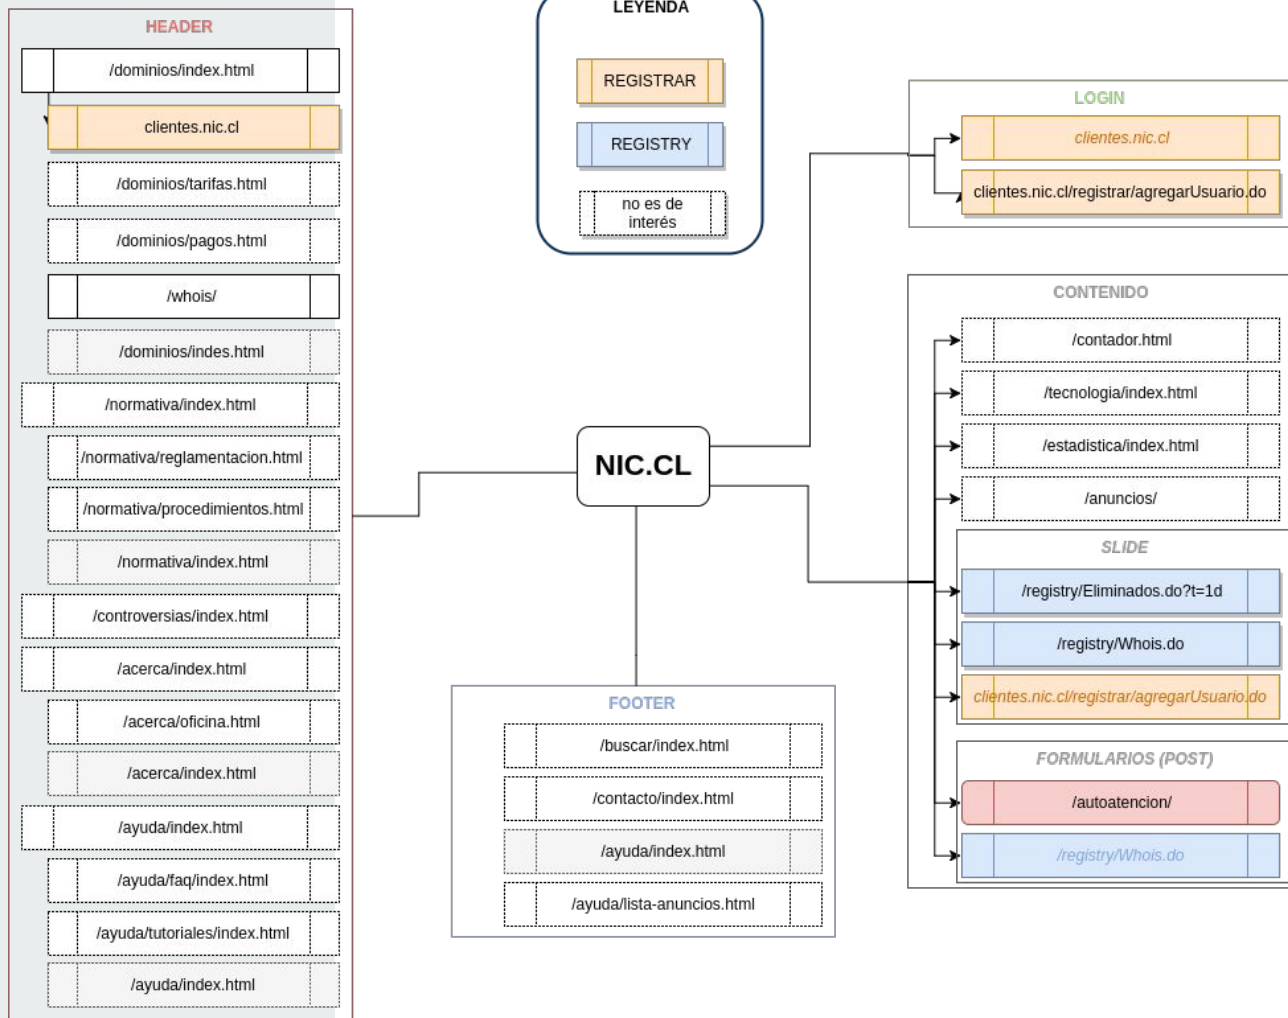 HEADER
/dominios/index.html
clientes.nic.cl
/dominios/tarifas.html
/dominios/pagos.html
/whois/
/dominios/indes.html
/normativa/index.html
/normativa/reglamentacion.html
/normativa/procedimientos.html
/normativa/index.html
/controversias/index.html
/acerca/index.html
/acerca/oficina.html
/acerca/index.html
/ayuda/index.html
/ayuda/faq/index.html
/ayuda/tutoriales/index.html
/ayuda/index.html
LEYENDA
REGISTRAR
REGISTRY
no es de
interés
NIC.CL
FOOTER
/buscar/index.html
/contacto/index.html
/ayuda/index.html
/ayuda/lista-anuncios.html
LOGIN
clientes.nic.cl
clientes.nic.cl/registrar/agregarUsuario.do
CONTENIDO
/contador.html
/tecnologia/index.html
/estadistica/index.html
/anuncios/
SLIDE
/registry/Eliminados.do?t=1d
/registry/Whois.do
clientes.nic.cl/registrar/agregarUsuario.do
FORMULARIOS (POST)
/autoatencion/
/registry/Whois.do